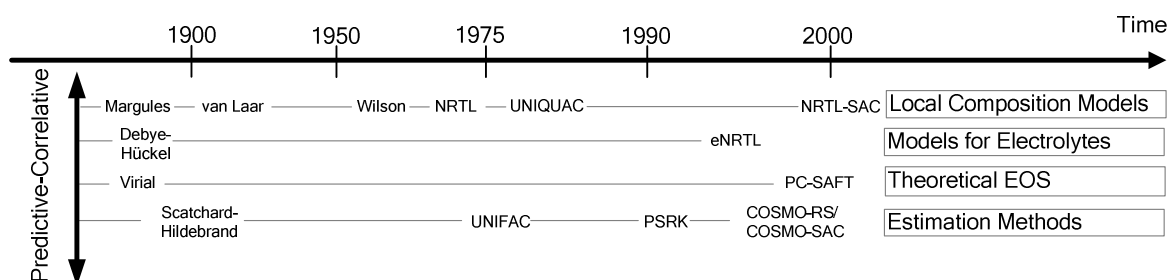 Time
1900 1950 1975 1990 2000
Predictive-Correlative
Margules van Laar Wilson NRTL UNIQUAC NRTL-SAC Local Composition Models
Debye-
Hückel
eNRTL Models for Electrolytes
Virial PC-SAFT Theoretical EOS
Scatchard-
Hildebrand
UNIFAC PSRK
COSMO-RS/
COSMO-SAC
Estimation Methods